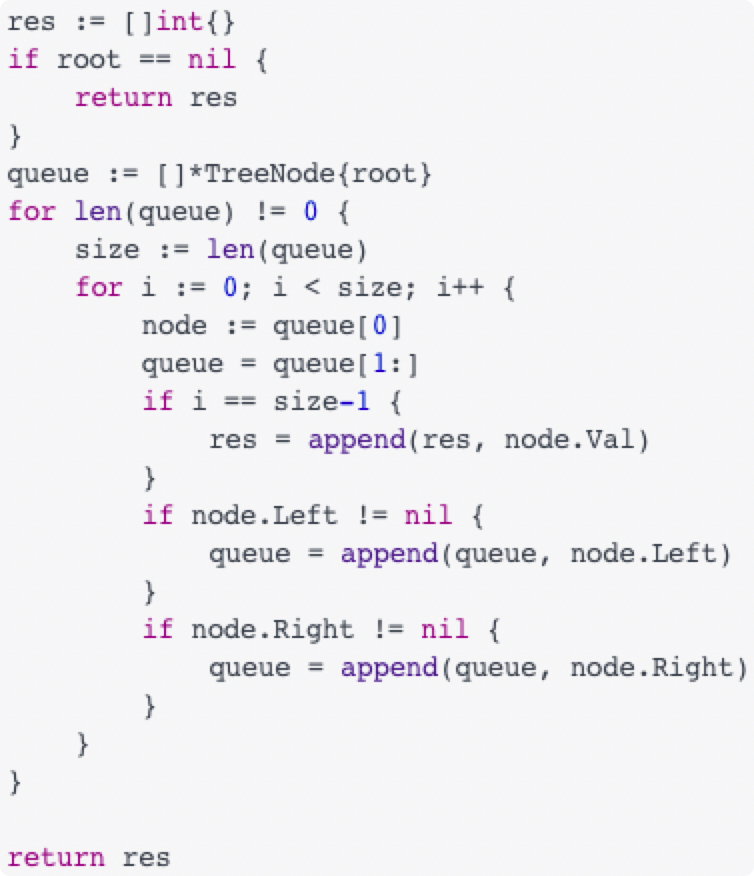 res := []int{}
if root == nil {
    return res
}
queue := []*TreeNode{root}
for len(queue) != 0 {
    size := len(queue)
    for i := 0; i < size; i++ {
        node := queue[0]
        queue = queue[1:]
        if i == size-1 {
            res = append(res, node.Val)
        }
        if node.Left != nil {
            queue = append(queue, node.Left)
        }
        if node.Right != nil {
            queue = append(queue, node.Right)
        }
    }
}

return res